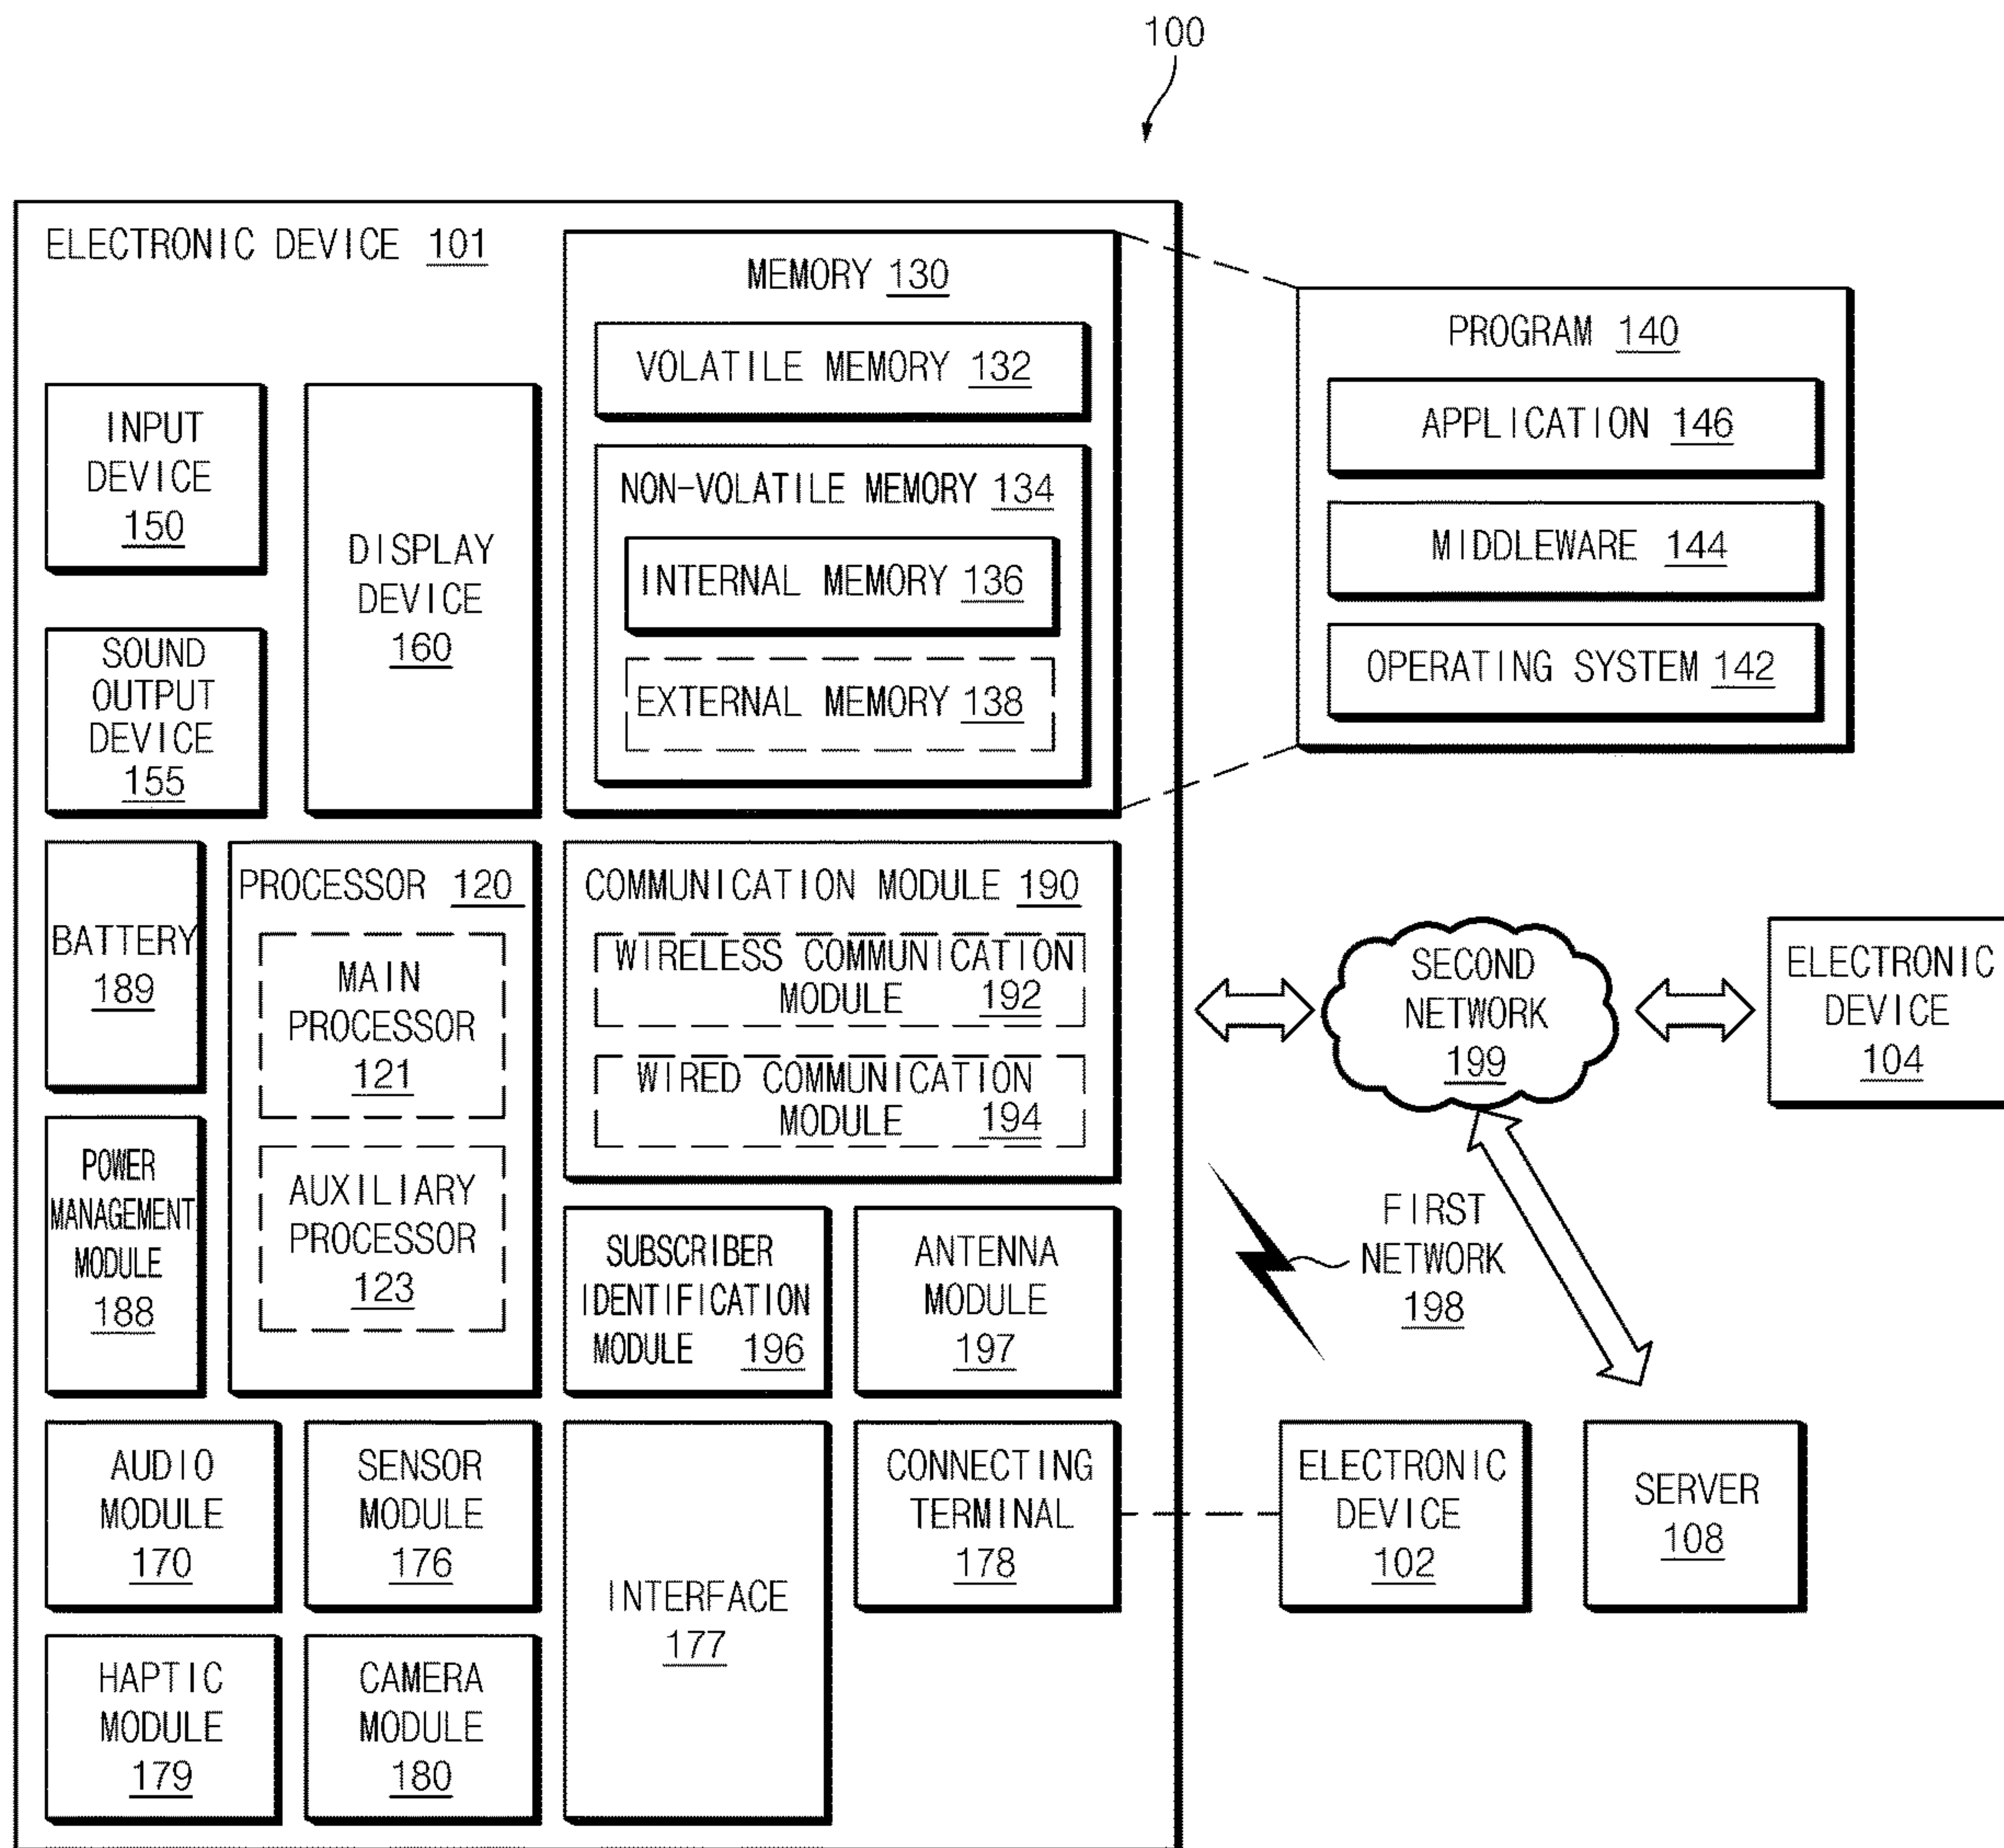 100
ELECTRONIC DEVICE 101
MEMORY 130
VOLATILE MEMORY 132
NON-VOLATILE MEMORY 134
INTERNAL MEMORY 136
EXTERNAL MEMORY 138
PROGRAM 140
APPLICATION 146
MIDDLEWARE 144
OPERATING SYSTEM 142
INPUT
DEVICE
150
DISPLAY
DEVICE
160
SOUND
OUTPUT
DEVICE
155
BATTERY
189
PROCESSOR 120
MAIN
PROCESSOR
121
AUXILIARY
PROCESSOR
123
COMMUNICATION MODULE 190
WIRELESS COMMUNICATION
MODULE 192
WIRED COMMUNICATION
MODULE 194
SECOND
NETWORK
199
ELECTRONIC
DEVICE
104
POWER
MANAGEMENT
MODULE
188
SUBSCRIBER
IDENTIFICATION
MODULE 196
ANTENNA
MODULE
197
FIRST
NETWORK
198
AUDIO
MODULE
170
SENSOR
MODULE
176
INTERFACE
177
CONNECTING
TERMINAL
178
ELECTRONIC
DEVICE
102
SERVER
108
HAPTIC
MODULE
179
CAMERA
MODULE
180